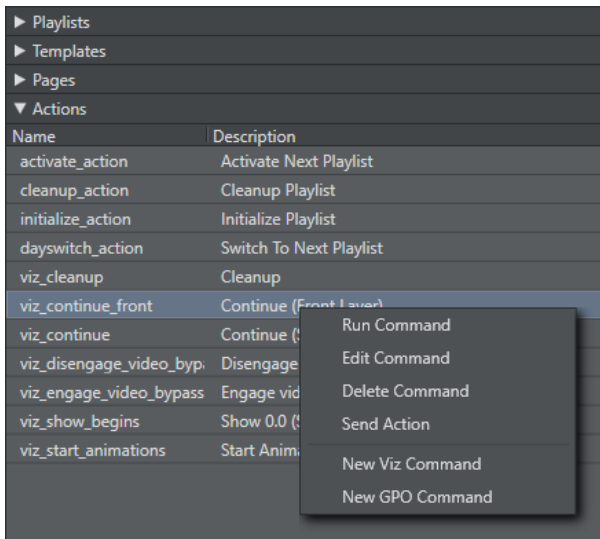 Playlists
Templates
Pages
Actions
Name Description
activate_action Activate Next Playlist
cleanup_action Cleanup Playlist
initialize_action Initialize Playlist
dayswitch_action Switch To Next Playlist
viz_cleanup Cleanup
viz_continue_front Continue (Front Layer)
Run Command
viz_continue Continue (
Edit Command
viz_disengage_video_byp Disengage
Delete Command
viz_engage_video_bypass Engage vid
Send Action
viz_show_begins Show 0.0 (
viz_start_animations Start Anim
New Viz Command
New GPO Command